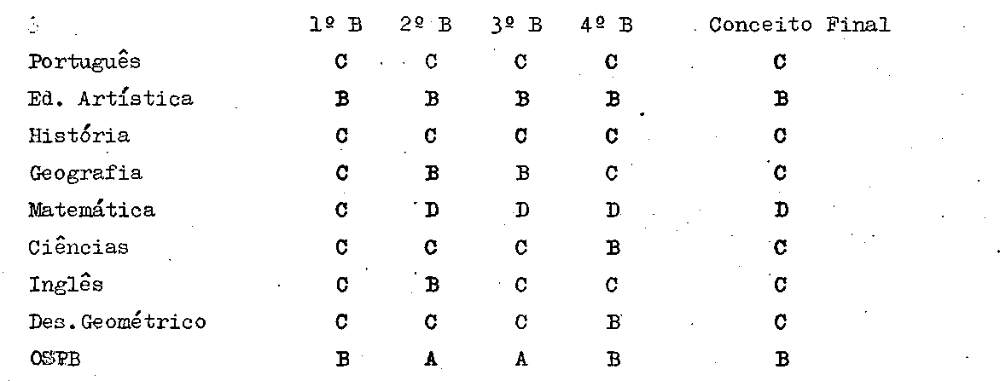 1º B 2º B 3º B 4º B Conceito Final
Português C C C C C
Ed. Artística B B B B B
História C C C C C
Geografia C B B C C
Matemática C D D D D
Ciências C C C B C
Inglês C B C C C
Des.Geométrico C C C B C
OSPB B A A B B